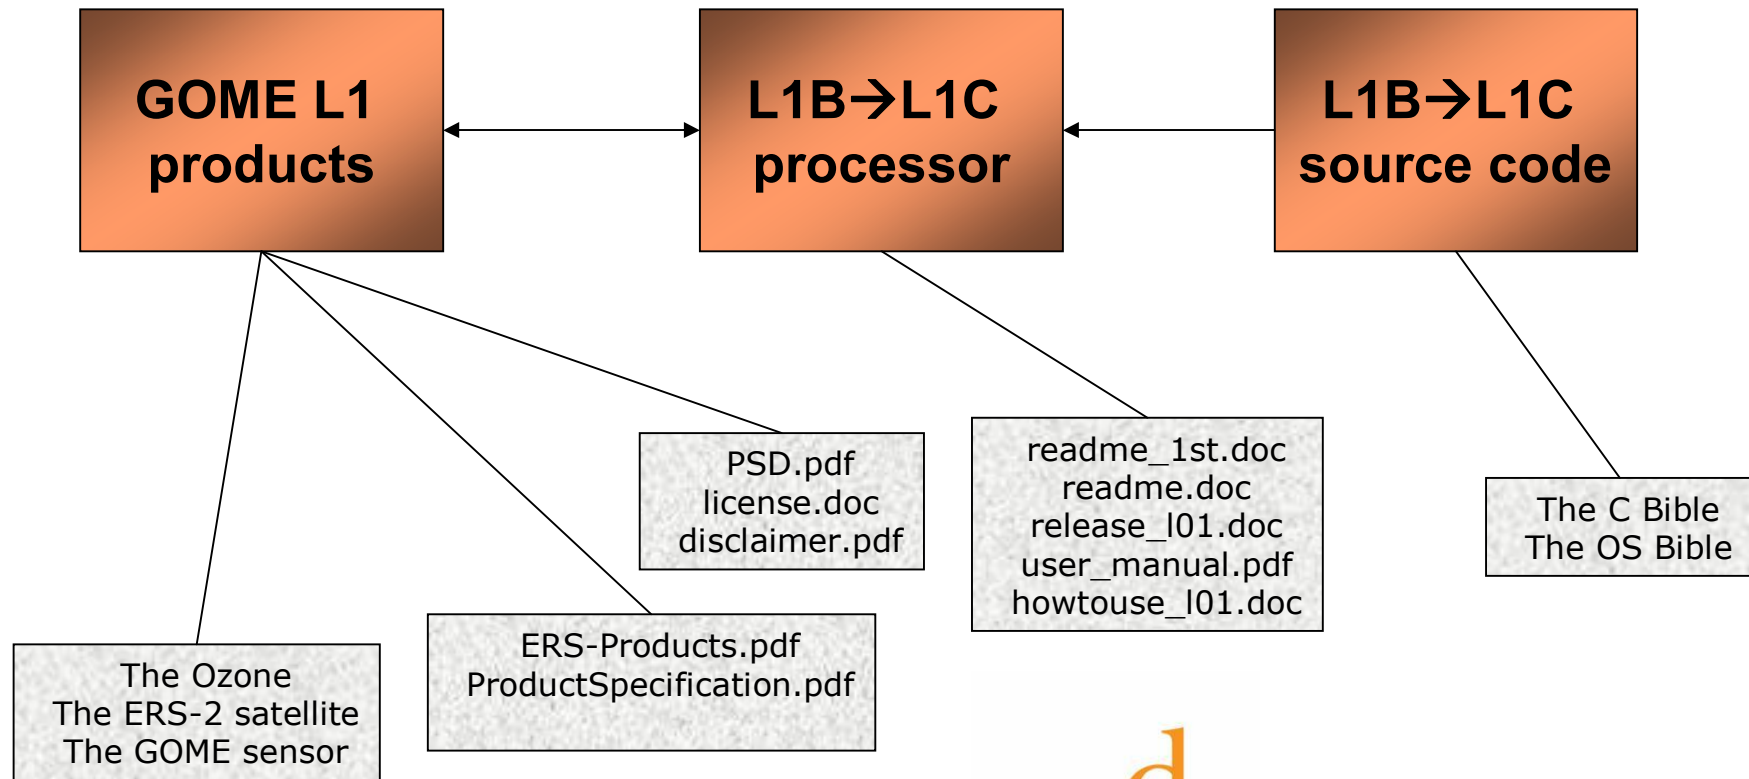 GOME L1
products
L1B→L1C
processor
L1B→L1C
source code
PSD.pdf
license.doc
disclaimer.pdf
readme_1st.doc
readme.doc
release_l01.doc
user_manual.pdf
howtouse_l01.doc
The C Bible
The OS Bible
ERS-Products.pdf
ProductSpecification.pdf
The Ozone
The ERS-2 satellite
The GOME sensor
d